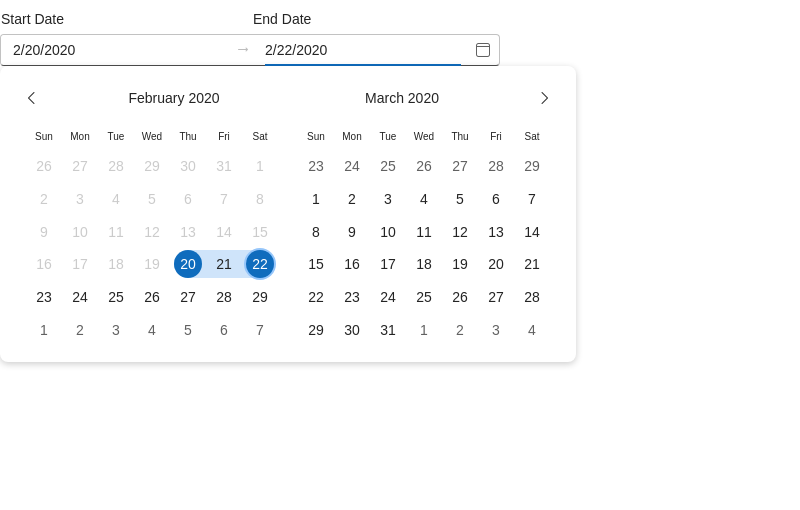 Start Date End Date
2/20/2020 → 2/22/2020
February 2020 March 2020
Sun Mon Tue Wed Thu Fri Sat Sun Mon Tue Wed Thu Fri Sat
26 27 28 29 30 31 1 23 24 25 26 27 28 29
2 3 4 5 6 7 8 1 2 3 4 5 6 7
9 10 11 12 13 14 15 8 9 10 11 12 13 14
16 17 18 19 20 21 22 15 16 17 18 19 20 21
23 24 25 26 27 28 29 22 23 24 25 26 27 28
1 2 3 4 5 6 7 29 30 31 1 2 3 4